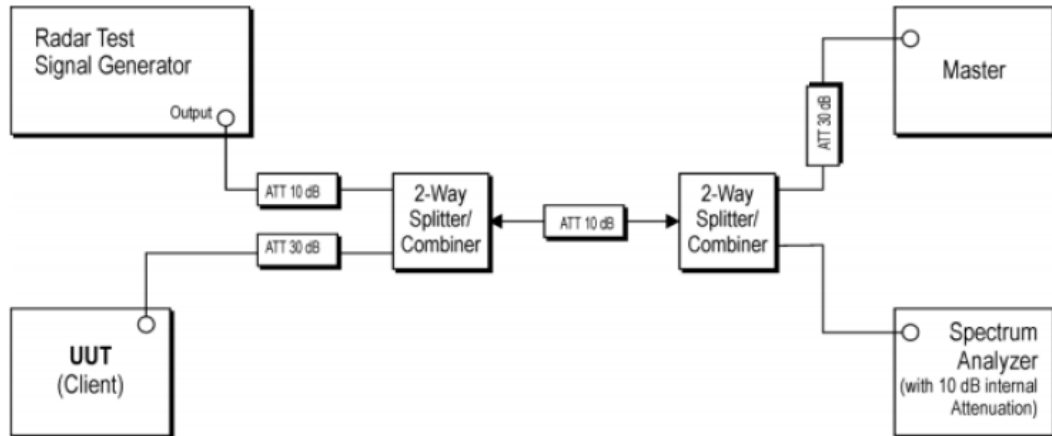 Radar Test
Signal Generator
Output
ATT 10 dB
2-Way
Splitter/
Combiner
ATT 30 dB
UUT
(Client)
ATT 10 dB
2-Way
Splitter/
Combiner
ATT 30 dB
Master
Spectrum
Analyzer
(with 10 dB internal
Attenuation)